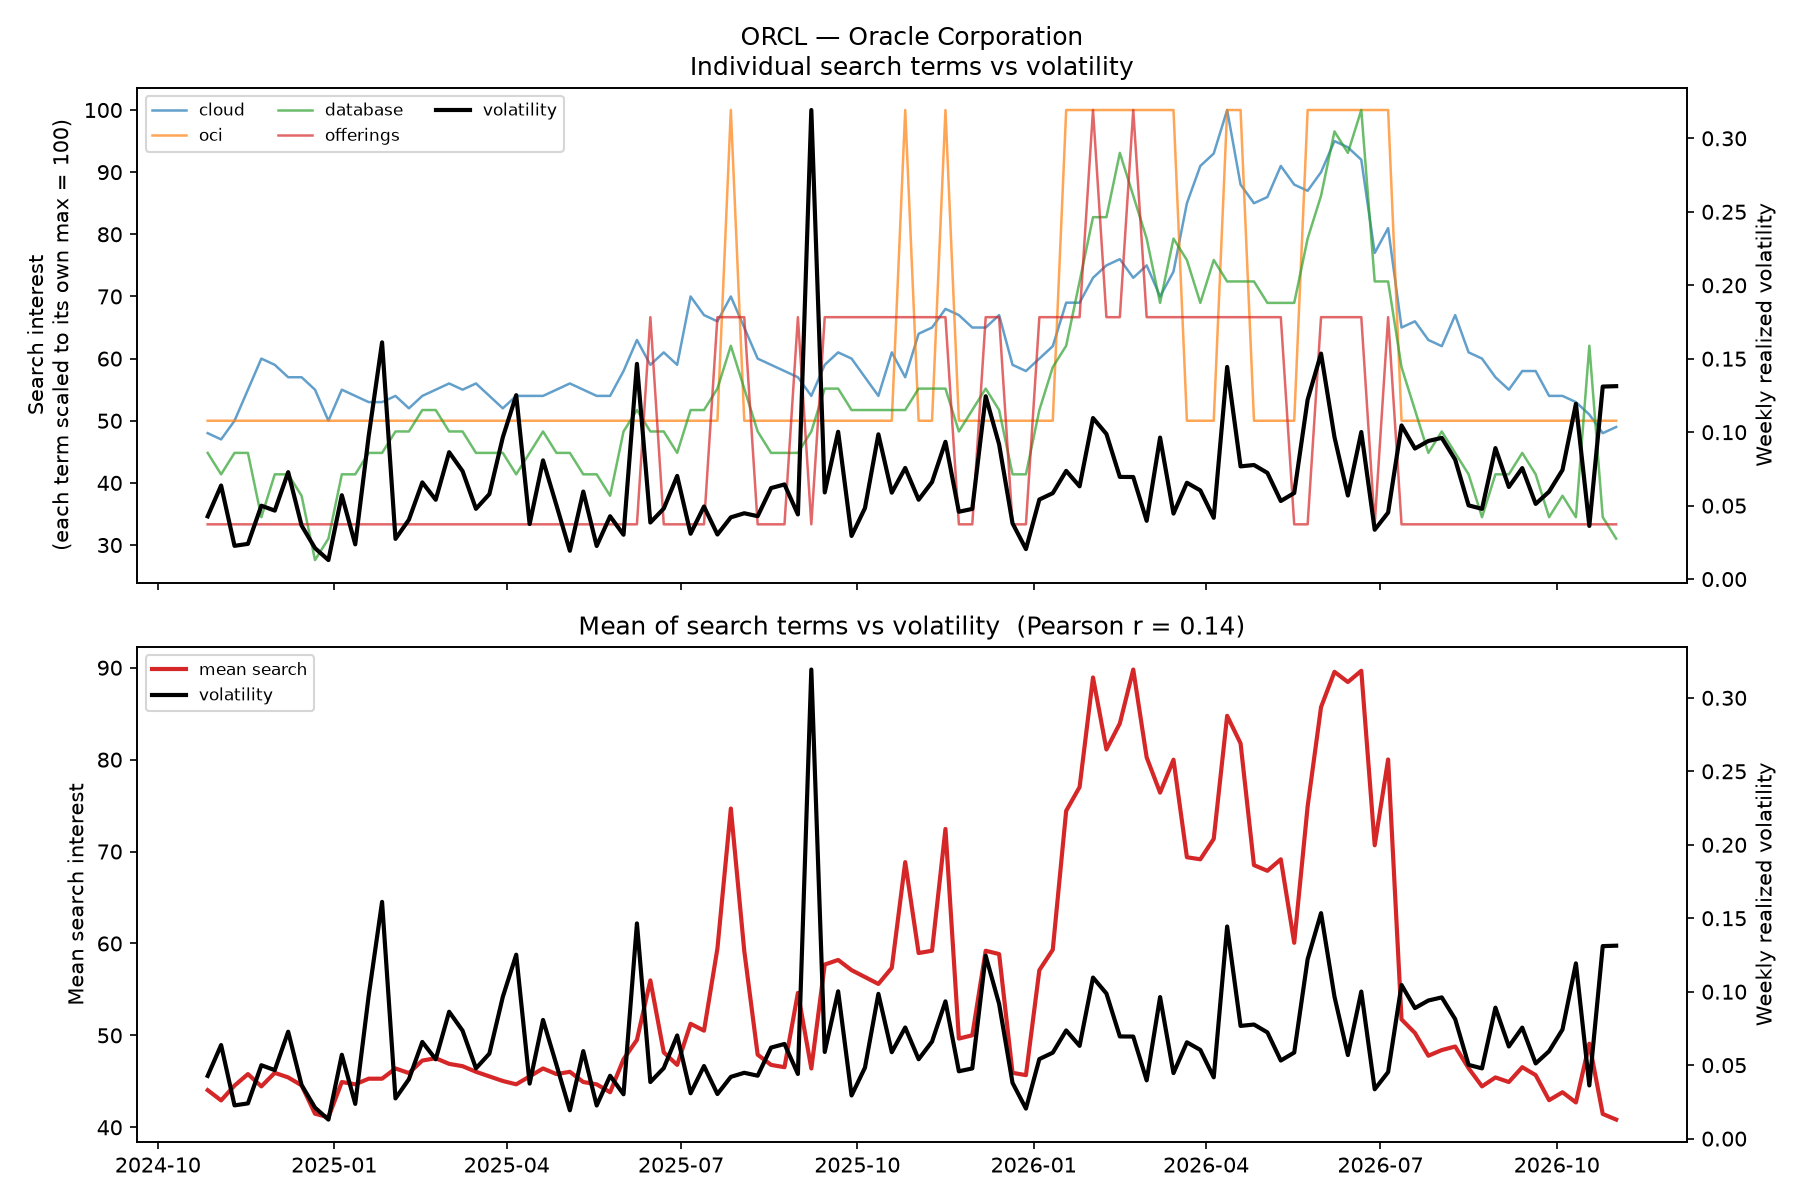 ORCL — Oracle Corporation
Individual search terms vs volatility
cloud
oci
database
offerings
volatility
Search interest
(each term scaled to its own max = 100)
100
90
80
70
60
50
40
30
0.30
0.25
0.20
0.15
0.10
0.05
0.00
Weekly realized volatility
Mean of search terms vs volatility (Pearson r = 0.14)
mean search
volatility
Mean search interest
90
80
70
60
50
40
0.30
0.25
0.20
0.15
0.10
0.05
0.00
Weekly realized volatility
2024-10
2025-01
2025-04
2025-07
2025-10
2026-01
2026-04
2026-07
2026-10